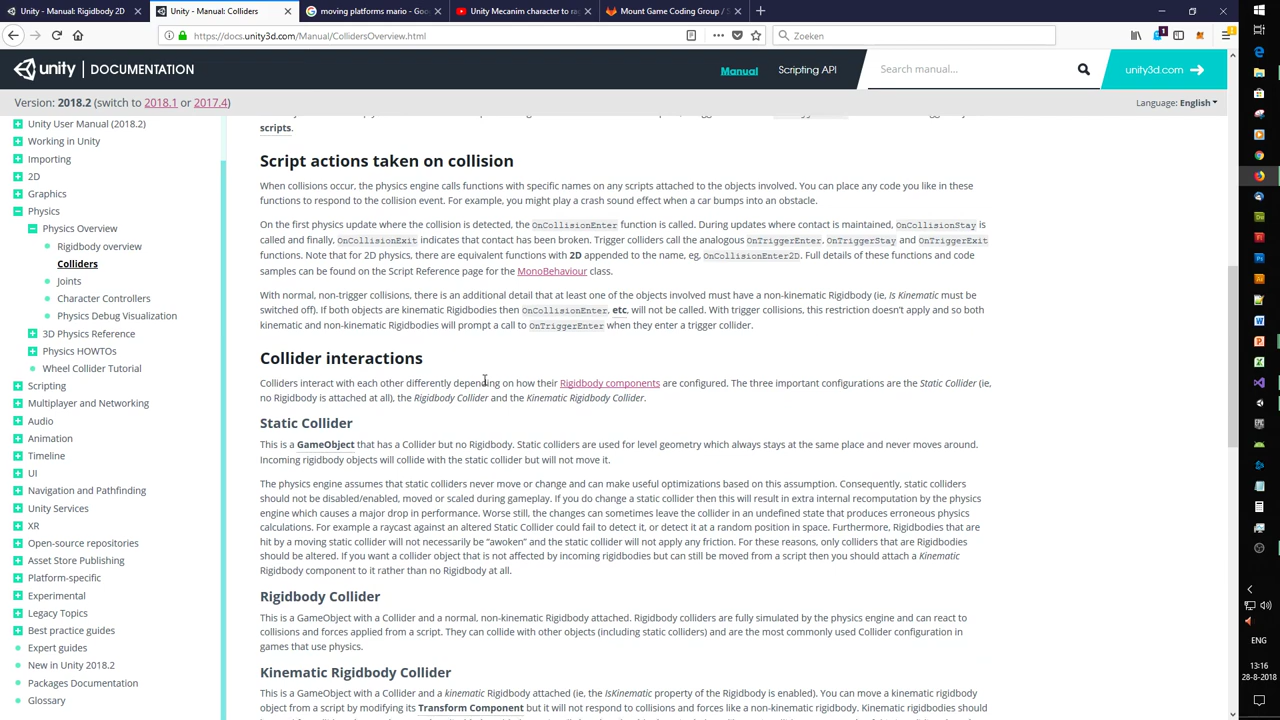 Unity - Manual: Rigidbody
Unity - Manual: Colliders
moving platforms mario - Goo
Unity Mecanim character to rag
Mount Game Coding Group / S
https://docs.unity3d.com/Manual/CollidersOverview.html
Zoeken
1
unity | DOCUMENTATION
Manual
Scripting API
Search manual...
unity3d.com
Version: 2018.2 (switch to 2018.1 or 2017.4)
Language: English
Unity User Manual (2018.2)
Working in Unity
Importing
2D
Graphics
Physics
Physics Overview
Rigidbody overview
Colliders
Joints
Character Controllers
Physics Debug Visualization
3D Physics Reference
Physics HOWTOs
Wheel Collider Tutorial
Scripting
Multiplayer and Networking
Audio
Animation
Timeline
UI
Navigation and Pathfinding
Unity Services
XR
Open-source repositories
Asset Store Publishing
Platform-specific
Experimental
Legacy Topics
Best practice guides
Expert guides
New in Unity 2018.2
Packages Documentation
Glossary
scripts.
Script actions taken on collision
When collisions occur, the physics engine calls functions with specific names on any scripts attached to the objects involved. You can place any code you like in these
functions to respond to the collision event. For example, you might play a crash sound effect when a car bumps into an obstacle.
On the first physics update where the collision is detected, the OnCollisionEnter function is called. During updates where contact is maintained, OnCollisionStay is
called and finally, OnCollisionExit indicates that contact has been broken. Trigger colliders call the analogous OnTriggerEnter, OnTriggerStay and OnTriggerExit
functions. Note that for 2D physics, there are equivalent functions with 2D appended to the name, eg, OnCollisionEnter2D. Full details of these functions and code
samples can be found on the Script Reference page for the MonoBehaviour class.
With normal, non-trigger collisions, there is an additional detail that at least one of the objects involved must have a non-kinematic Rigidbody (ie, Is Kinematic must be
switched off). If both objects are kinematic Rigidbodies then OnCollisionEnter, etc, will not be called. With trigger collisions, this restriction doesn't apply and so both
kinematic and non-kinematic Rigidbodies will prompt a call to OnTriggerEnter when they enter a trigger collider.
Collider interactions
Colliders interact with each other differently depending on how their Rigidbody components are configured. The three important configurations are the Static Collider (ie,
no Rigidbody is attached at all), the Rigidbody Collider and the Kinematic Rigidbody Collider.
Static Collider
This is a GameObject that has a Collider but no Rigidbody. Static colliders are used for level geometry which always stays at the same place and never moves around.
Incoming rigidbody objects will collide with the static collider but will not move it.
The physics engine assumes that static colliders never move or change and can make useful optimizations based on this assumption. Consequently, static colliders
should not be disabled/enabled, moved or scaled during gameplay. If you do change a static collider then this will result in extra internal recomputation by the physics
engine which causes a major drop in performance. Worse still, the changes can sometimes leave the collider in an undefined state that produces erroneous physics
calculations. For example a raycast against an altered Static Collider could fail to detect it, or detect it at a random position in space. Furthermore, Rigidbodies that are
hit by a moving static collider will not necessarily be “awoken” and the static collider will not apply any friction. For these reasons, only colliders that are Rigidbodies
should be altered. If you want a collider object that is not affected by incoming rigidbodies but can still be moved from a script then you should attach a Kinematic
Rigidbody component to it rather than no Rigidbody at all.
Rigidbody Collider
This is a GameObject with a Collider and a normal, non-kinematic Rigidbody attached. Rigidbody colliders are fully simulated by the physics engine and can react to
collisions and forces applied from a script. They can collide with other objects (including static colliders) and are the most commonly used Collider configuration in
games that use physics.
Kinematic Rigidbody Collider
This is a GameObject with a Collider and a kinematic Rigidbody attached (ie, the IsKinematic property of the Rigidbody is enabled). You can move a kinematic rigidbody
object from a script by modifying its Transform Component but it will not respond to collisions and forces like a non-kinematic rigidbody. Kinematic rigidbodies should
ENG
13:16
28-8-2018